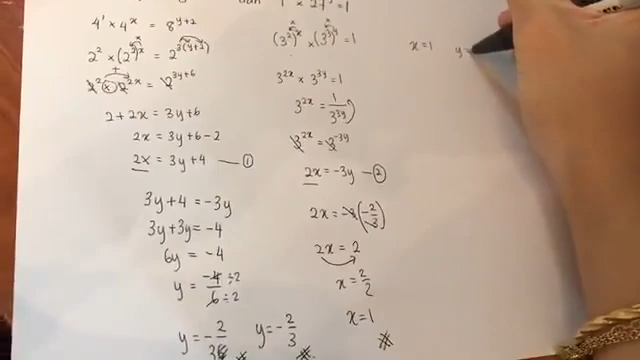 4¹ × 4ˣ = 8ʸ⁺²
2² × (2²)ˣ = 2³⁽ʸ⁺²⁾
2² × 2²ˣ = 2³ʸ⁺⁶
2 + 2x = 3y + 6
2x = 3y + 6 - 2
2x = 3y + 4 — ①
3y + 4 = -3y
3y + 3y = -4
6y = -4
y = -4 ÷2 / 6 ÷2
y = -2/3
y = -2/3
× 27 = 1
(3²)ˣ × (3³)ʸ = 1
3²ˣ × 3³ʸ = 1
3²ˣ = 1/3³ʸ
3²ˣ = 3⁻³ʸ
2x = -3y — ②
2x = -3(-2/3)
2x = 2
x = 2/2
x = 1
x = 1 y =